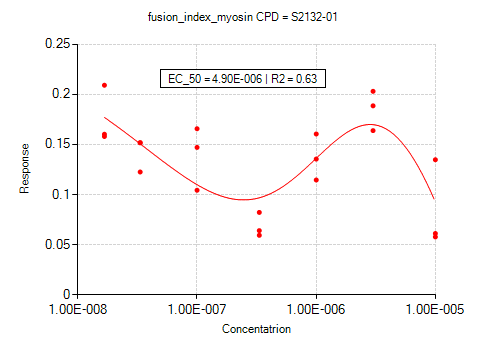 fusion_index_myosin CPD = S2132-01
0.25
EC_50 = 4.90E-006 | R2 = 0.63
0.2
0.15
Response
0.1
0.05
0
1.00E-008 1.00E-007 1.00E-006 1.00E-005
Concentatrion